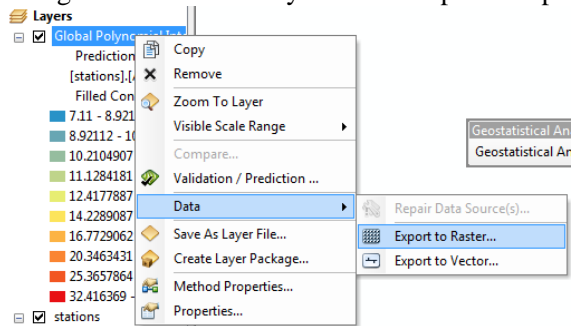 Layers
Global Polynomial Int
Prediction
[stations].[
Filled Con
7.11 - 8.921
8.92112 - 10
10.2104907
11.1284181
12.4177887
14.2289087
16.7729062
20.3463431
25.3657864
32.416369 -
stations
Copy
Remove
Zoom To Layer
Visible Scale Range
Compare...
Validation / Prediction ...
Data
Save As Layer File...
Create Layer Package...
Method Properties...
Properties...
Repair Data Source(s)...
Export to Raster...
Export to Vector...
Geostatistical An
Geostatistical An